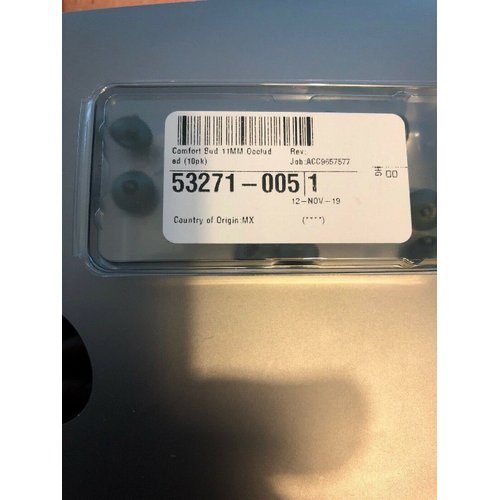 Comfort Bud 11MM Occlud Rev:
ed (10pk) Job:ACC9657577
53271-005 1
12-NOV-19
Country of Origin:MX (****)
00